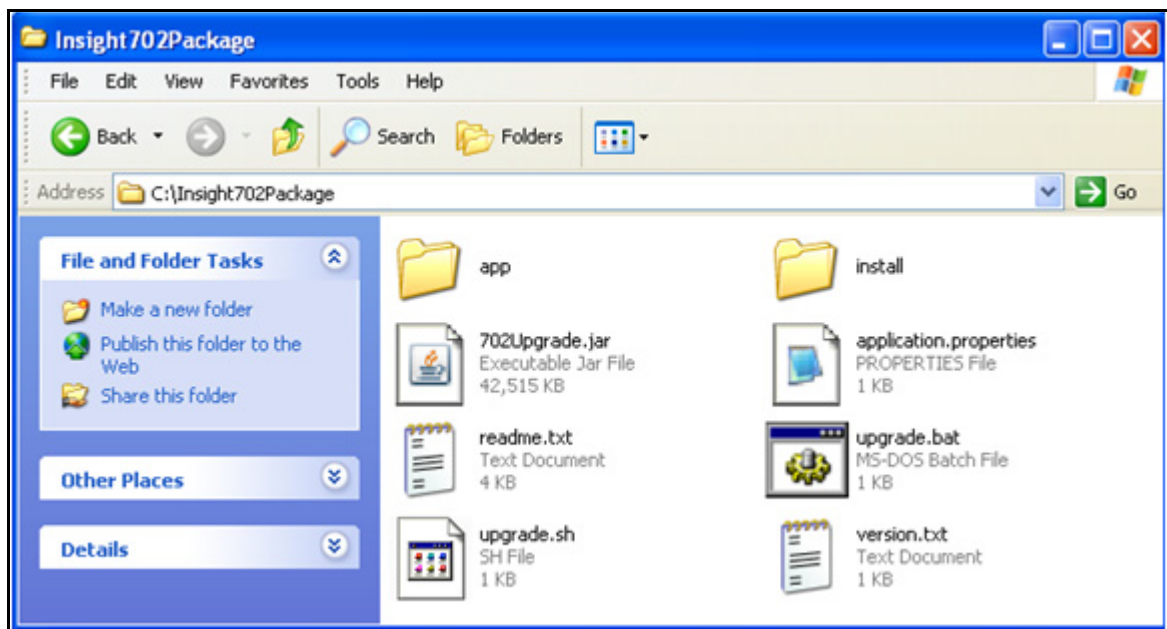 Insight702Package
File Edit View Favorites Tools Help
Back Search Folders
Address C:\Insight702Package Go
File and Folder Tasks
Make a new folder
Publish this folder to the
Web
Share this folder
Other Places
Details
app
install
702Upgrade.jar
Executable Jar File
42,515 KB
application.properties
PROPERTIES File
1 KB
readme.txt
Text Document
4 KB
upgrade.bat
MS-DOS Batch File
1 KB
upgrade.sh
SH File
1 KB
version.txt
Text Document
1 KB